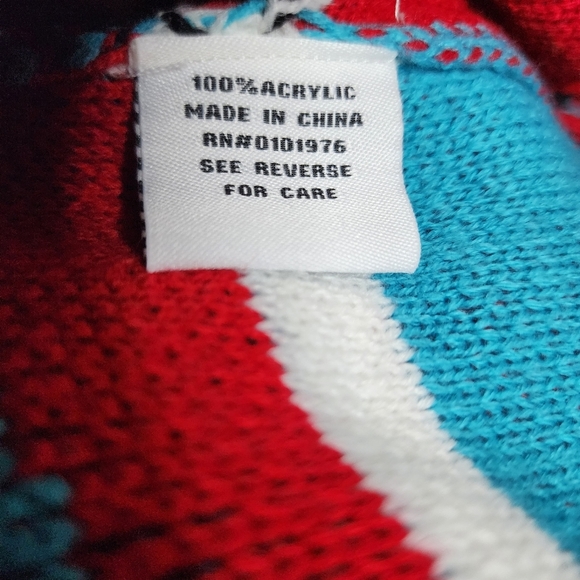 100%ACRYLIC
MADE IN CHINA
RN#0101976
SEE REVERSE
FOR CARE